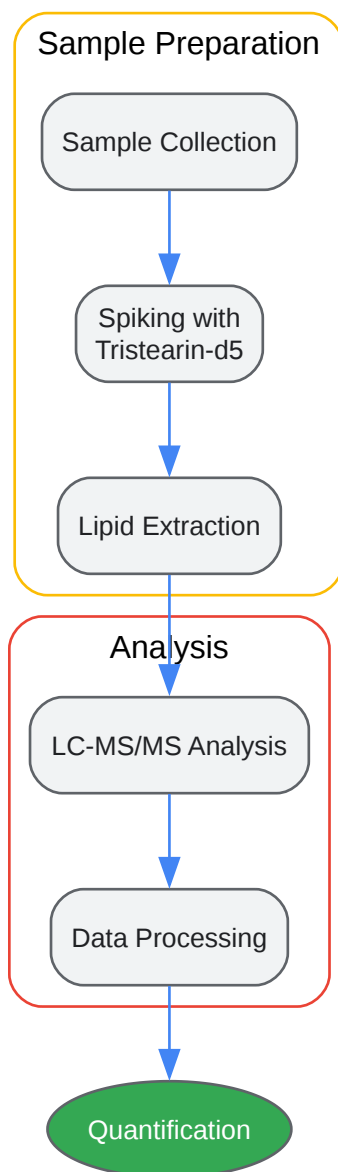 Sample Preparation
Sample Collection
Spiking with
Tristearin-d5
Lipid Extraction
Analysis
LC-MS/MS Analysis
Data Processing
Quantification